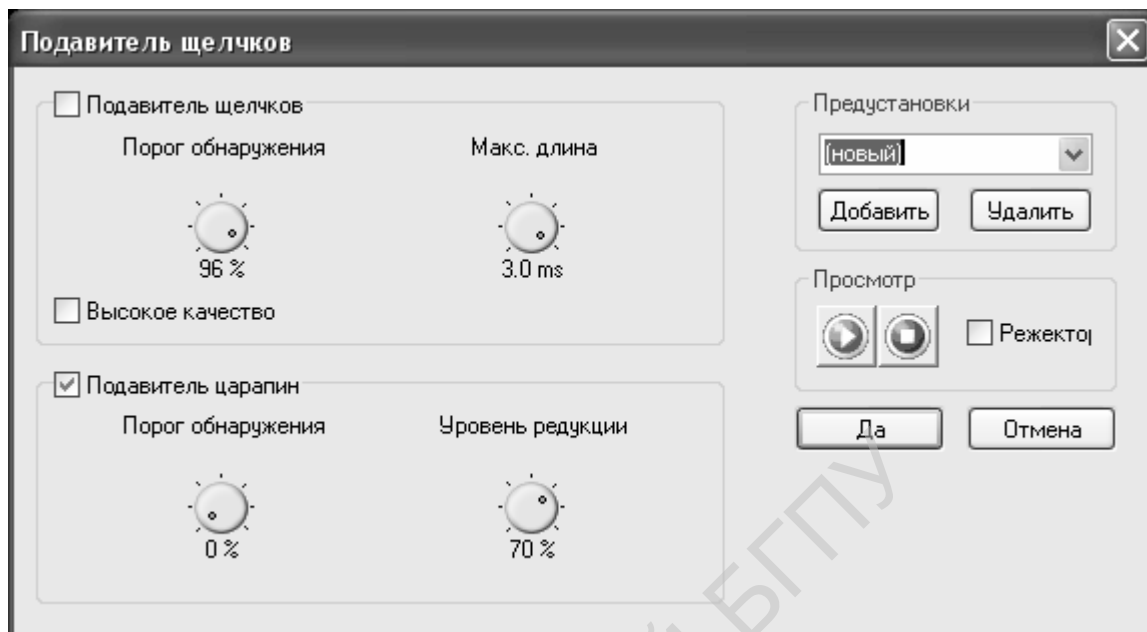 Подавитель щелчков
Подавитель щелчков
Порог обнаружения
Макс. длина
96 %
3.0 ms
Высокое качество
Подавитель царапин
Порог обнаружения
Уровень редукции
0 %
70 %
Предустановки
(новый)
Добавить
Удалить
Просмотр
Режектор
Да
Отмена
БГПУ